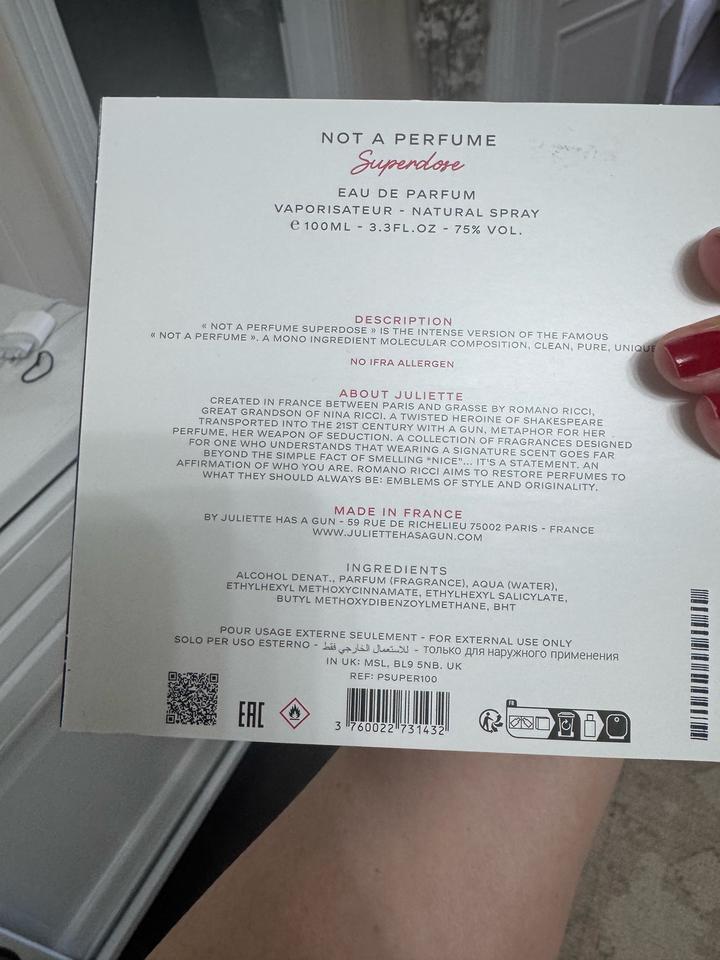 NOT A PERFUME
Superdose
EAU DE PARFUM
VAPORISATEUR - NATURAL SPRAY
℮ 100ML - 3.3FL.OZ - 75% VOL.
DESCRIPTION
« NOT A PERFUME SUPERDOSE » IS THE INTENSE VERSION OF THE FAMOUS
« NOT A PERFUME ». A MONO INGREDIENT MOLECULAR COMPOSITION, CLEAN, PURE, UNIQUE
NO IFRA ALLERGEN
ABOUT JULIETTE
CREATED IN FRANCE BETWEEN PARIS AND GRASSE BY ROMANO RICCI,
GREAT GRANDSON OF NINA RICCI. A TWISTED HEROINE OF SHAKESPEARE
TRANSPORTED INTO THE 21ST CENTURY WITH A GUN, METAPHOR FOR HER
PERFUME, HER WEAPON OF SEDUCTION. A COLLECTION OF FRAGRANCES DESIGNED
FOR ONE WHO UNDERSTANDS THAT WEARING A SIGNATURE SCENT GOES FAR
BEYOND THE SIMPLE FACT OF SMELLING "NICE"... IT'S A STATEMENT. AN
AFFIRMATION OF WHO YOU ARE. ROMANO RICCI AIMS TO RESTORE PERFUMES TO
WHAT THEY SHOULD ALWAYS BE: EMBLEMS OF STYLE AND ORIGINALITY.
MADE IN FRANCE
BY JULIETTE HAS A GUN - 59 RUE DE RICHELIEU 75002 PARIS - FRANCE
WWW.JULIETTEHASAGUN.COM
INGREDIENTS
ALCOHOL DENAT., PARFUM (FRAGRANCE), AQUA (WATER),
ETHYLHEXYL METHOXYCINNAMATE, ETHYLHEXYL SALICYLATE,
BUTYL METHOXYDIBENZOYLMETHANE, BHT
POUR USAGE EXTERNE SEULEMENT - FOR EXTERNAL USE ONLY
SOLO PER USO ESTERNO - للاستعمال الخارجي فقط - только для наружного применения
IN UK: MSL, BL9 5NB. UK
REF: PSUPER100
EAC
3 760022 731432
FR